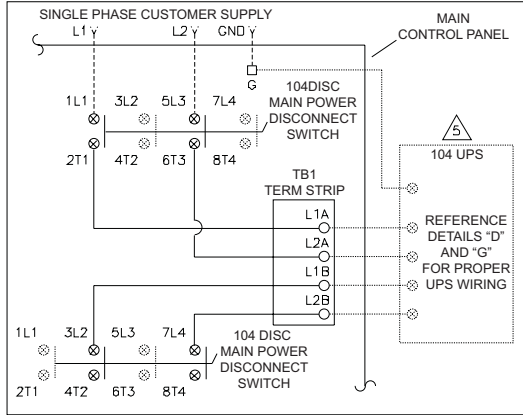 SINGLE PHASE CUSTOMER SUPPLY
L1 L2 GND
MAIN
CONTROL PANEL
G
1L1 3L2 5L3 7L4
104DISC
MAIN POWER
DISCONNECT
SWITCH
2T1 4T2 6T3 8T4
5
104 UPS
TB1
TERM STRIP
L1A
L2A
L1B
L2B
REFERENCE
DETAILS “D”
AND “G”
FOR PROPER
UPS WIRING
1L1 3L2 5L3 7L4
104 DISC
MAIN POWER
DISCONNECT
SWITCH
2T1 4T2 6T3 8T4